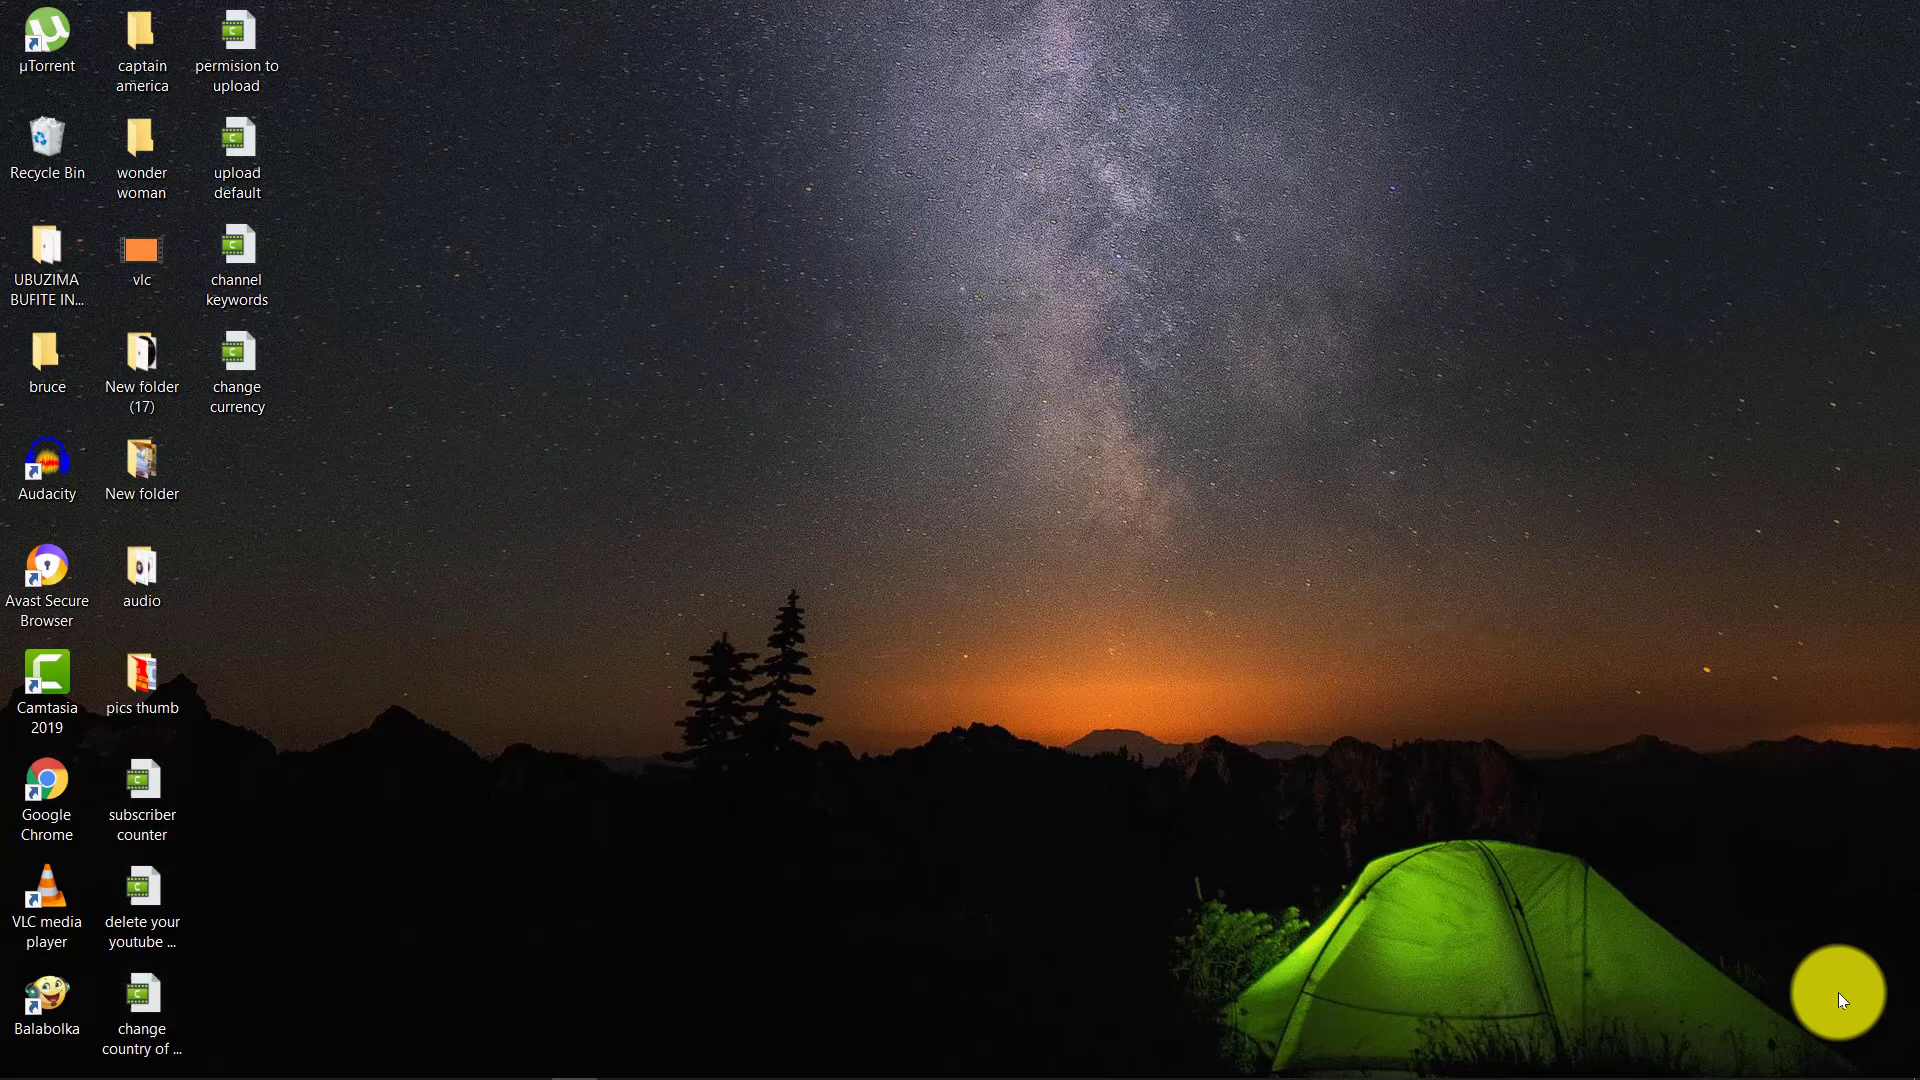 µTorrent
captain
america
permision to
upload
Recycle Bin
wonder
woman
upload
default
UBUZIMA
BUFITE IN...
vlc
channel
keywords
bruce
New folder
(17)
change
currency
Audacity
New folder
Avast Secure
Browser
audio
Camtasia
2019
pics thumb
Google
Chrome
subscriber
counter
VLC media
player
delete your
youtube ...
Balabolka
change
country of ...